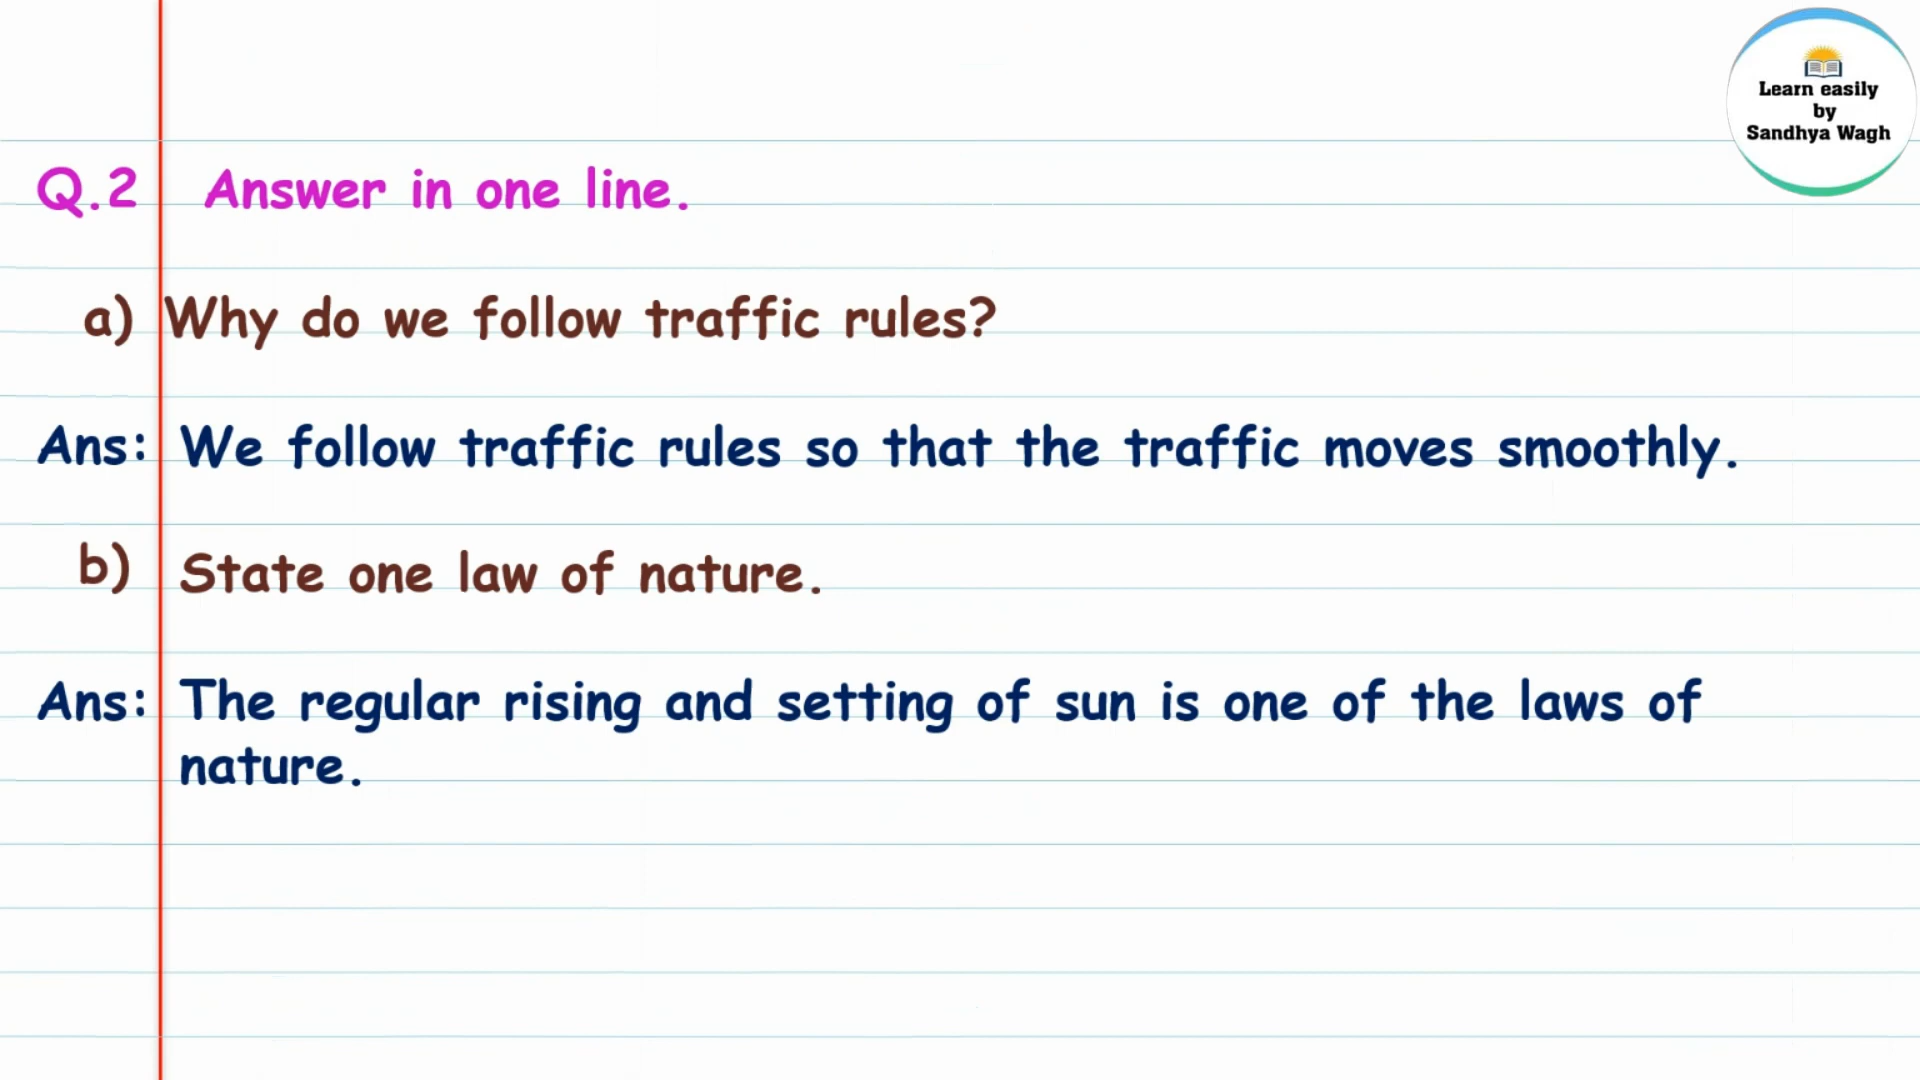 Learn easily
by
Sandhya Wagh
Q.2 Answer in one line.
a) Why do we follow traffic rules?
Ans: We follow traffic rules so that the traffic moves smoothly.
b) State one law of nature.
Ans: The regular rising and setting of sun is one of the laws of
nature.